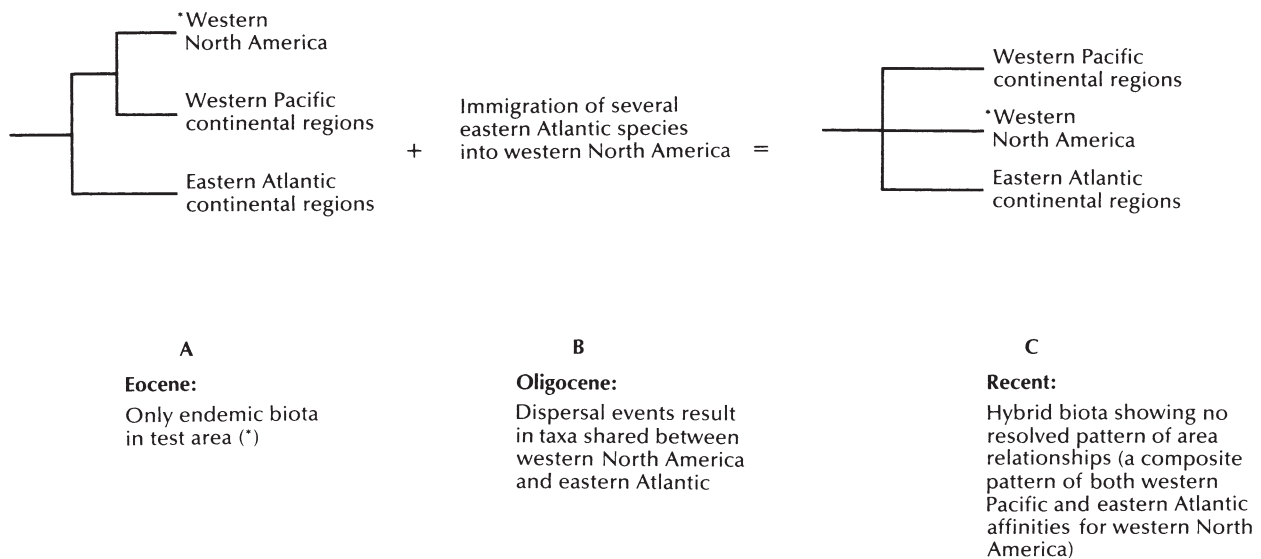 *Western
North America
Western Pacific
continental regions
Eastern Atlantic
continental regions
+
Immigration of several
eastern Atlantic species
into western North America
=
Western Pacific
continental regions
*Western
North America
Eastern Atlantic
continental regions
A
Eocene:
Only endemic biota
in test area (*)
B
Oligocene:
Dispersal events result
in taxa shared between
western North America
and eastern Atlantic
C
Recent:
Hybrid biota showing no
resolved pattern of area
relationships (a composite
pattern of both western
Pacific and eastern Atlantic
affinities for western North
America)